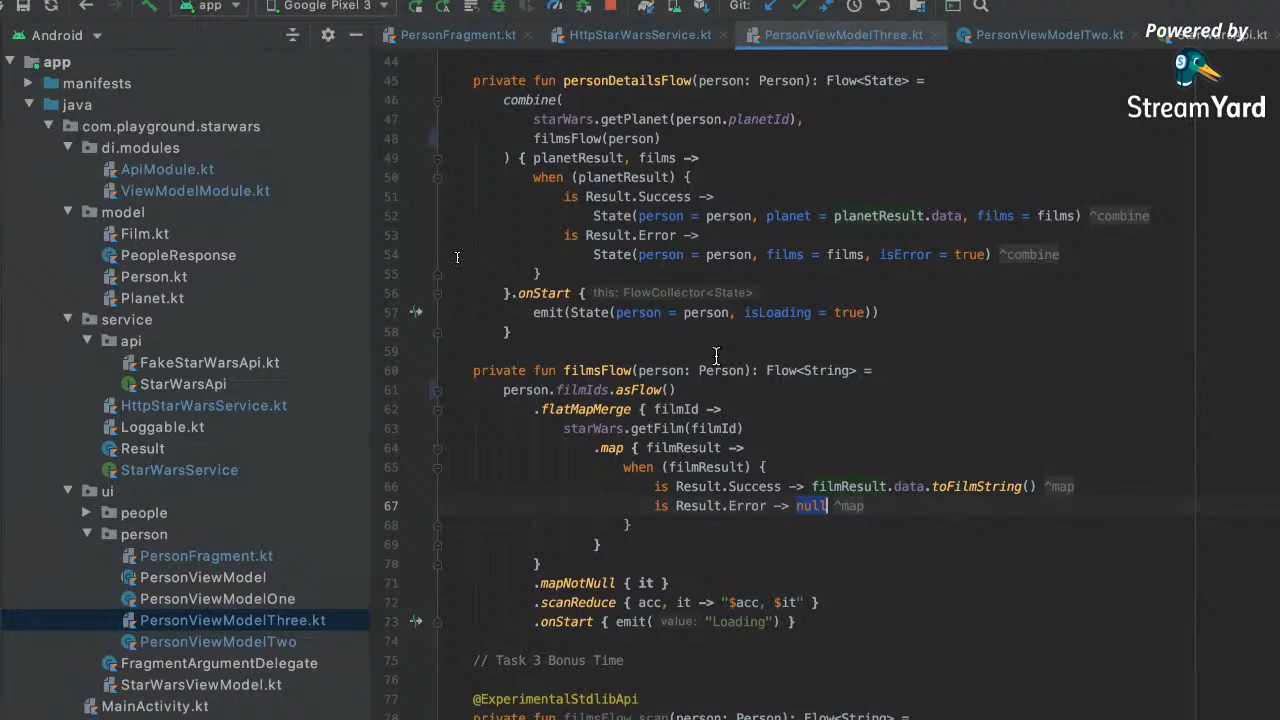 app
Google Pixel 3
Git:
Android
PersonFragment.kt
HttpStarWarsService.kt
PersonViewModelThree.kt
PersonViewModelTwo.kt
Powered by
StreamYard
app
manifests
java
com.playground.starwars
di.modules
ApiModule.kt
ViewModelModule.kt
model
Film.kt
PeopleResponse
Person.kt
Planet.kt
service
api
FakeStarWarsApi.kt
StarWarsApi
HttpStarWarsService.kt
Loggable.kt
Result
StarWarsService
ui
people
person
PersonFragment.kt
PersonViewModel
PersonViewModelOne
PersonViewModelThree.kt
PersonViewModelTwo
FragmentArgumentDelegate
StarWarsViewModel.kt
MainActivity.kt
44
45 private fun personDetailsFlow(person: Person): Flow<State> =
46 combine(
47 starWars.getPlanet(person.planetId),
48 filmsFlow(person)
49 ) { planetResult, films ->
50 when (planetResult) {
51 is Result.Success ->
52 State(person = person, planet = planetResult.data, films = films) ^combine
53 is Result.Error ->
54 State(person = person, films = films, isError = true) ^combine
55 }
56 }.onStart { this: FlowCollector<State>
57 emit(State(person = person, isLoading = true))
58 }
59
60 private fun filmsFlow(person: Person): Flow<String> =
61 person.filmIds.asFlow()
62 .flatMapMerge { filmId ->
63 starWars.getFilm(filmId)
64 .map { filmResult ->
65 when (filmResult) {
66 is Result.Success -> filmResult.data.toFilmString() ^map
67 is Result.Error -> null ^map
68 }
69 }
70 }
71 .mapNotNull { it }
72 .scanReduce { acc, it -> "$acc, $it" }
73 .onStart { emit( value: "Loading") }
74
75 // Task 3 Bonus Time
76
77 @ExperimentalStdlibApi
78 private fun filmsFlow_scan(person: Person): Flow<String> =